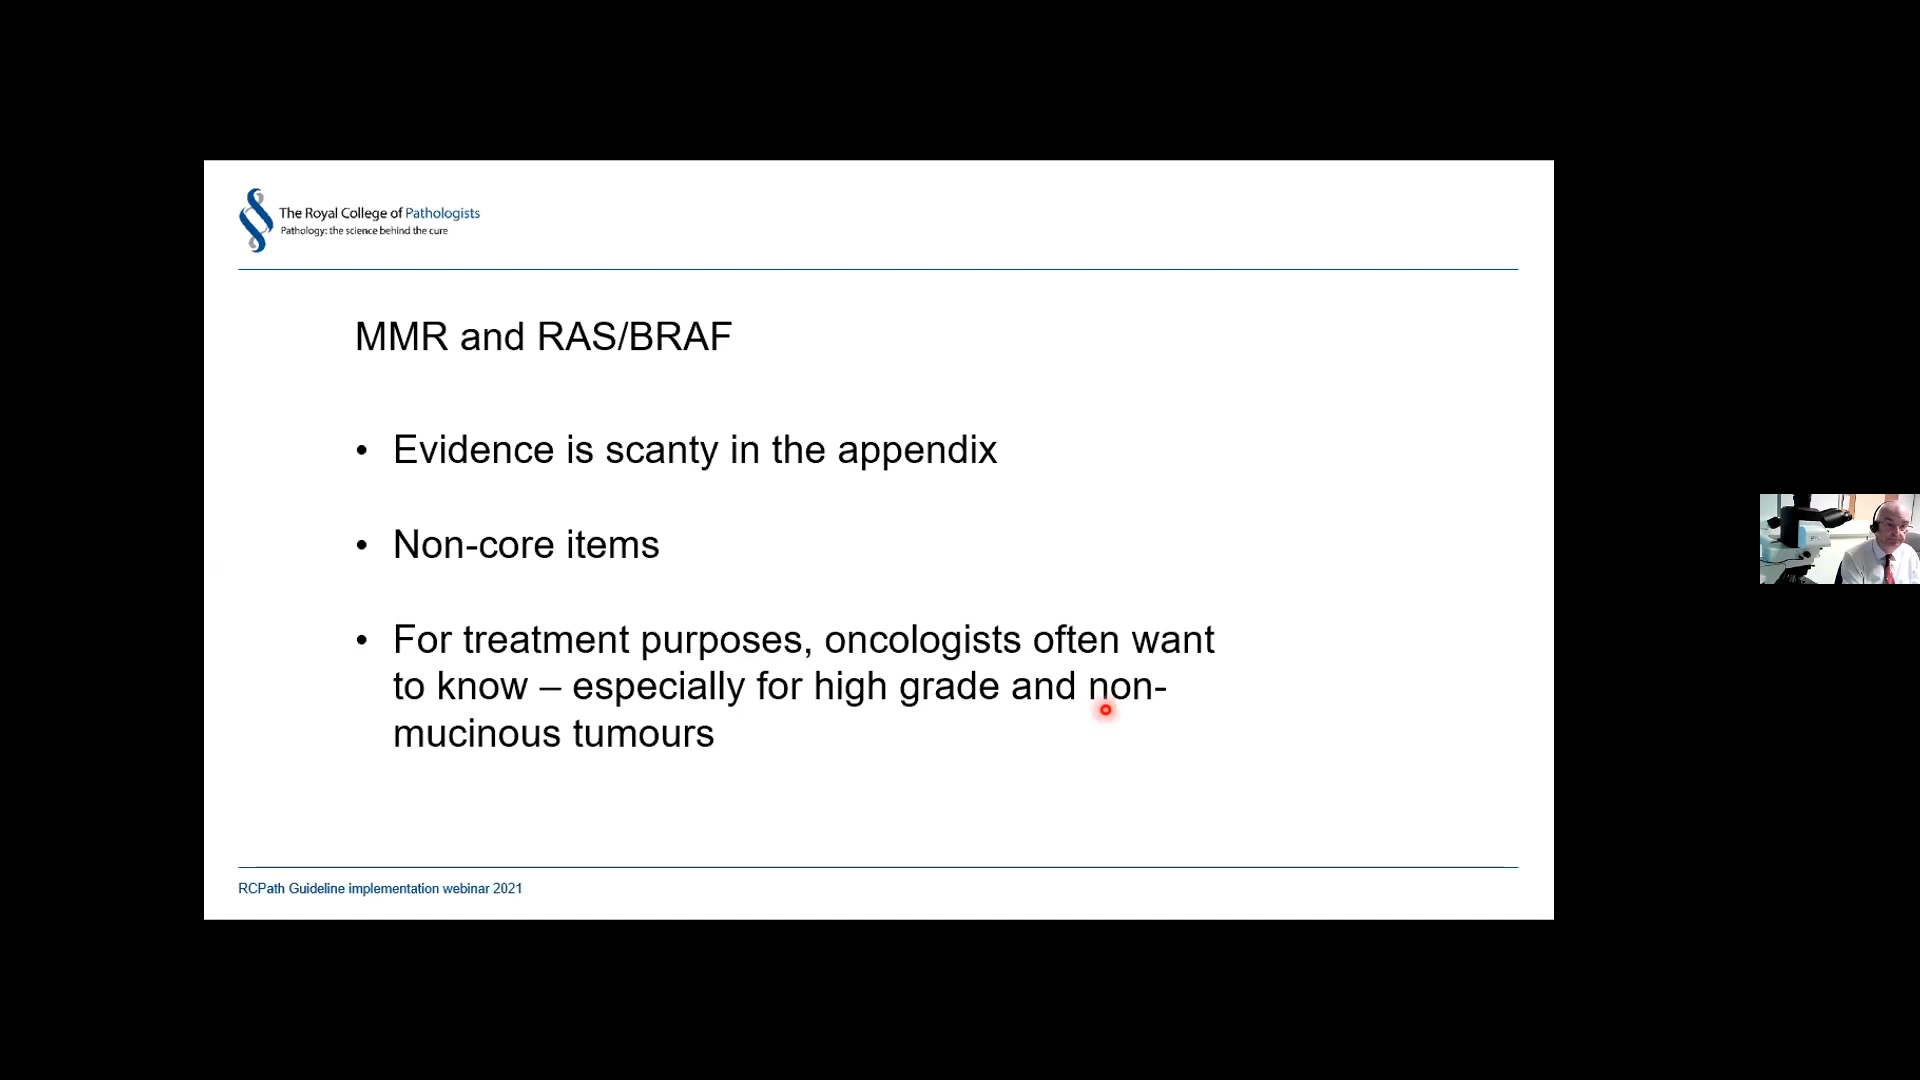 The Royal College of Pathologists
Pathology: the science behind the cure
MMR and RAS/BRAF
• Evidence is scanty in the appendix
• Non-core items
• For treatment purposes, oncologists often want
to know – especially for high grade and non-
mucinous tumours
RCPath Guideline implementation webinar 2021